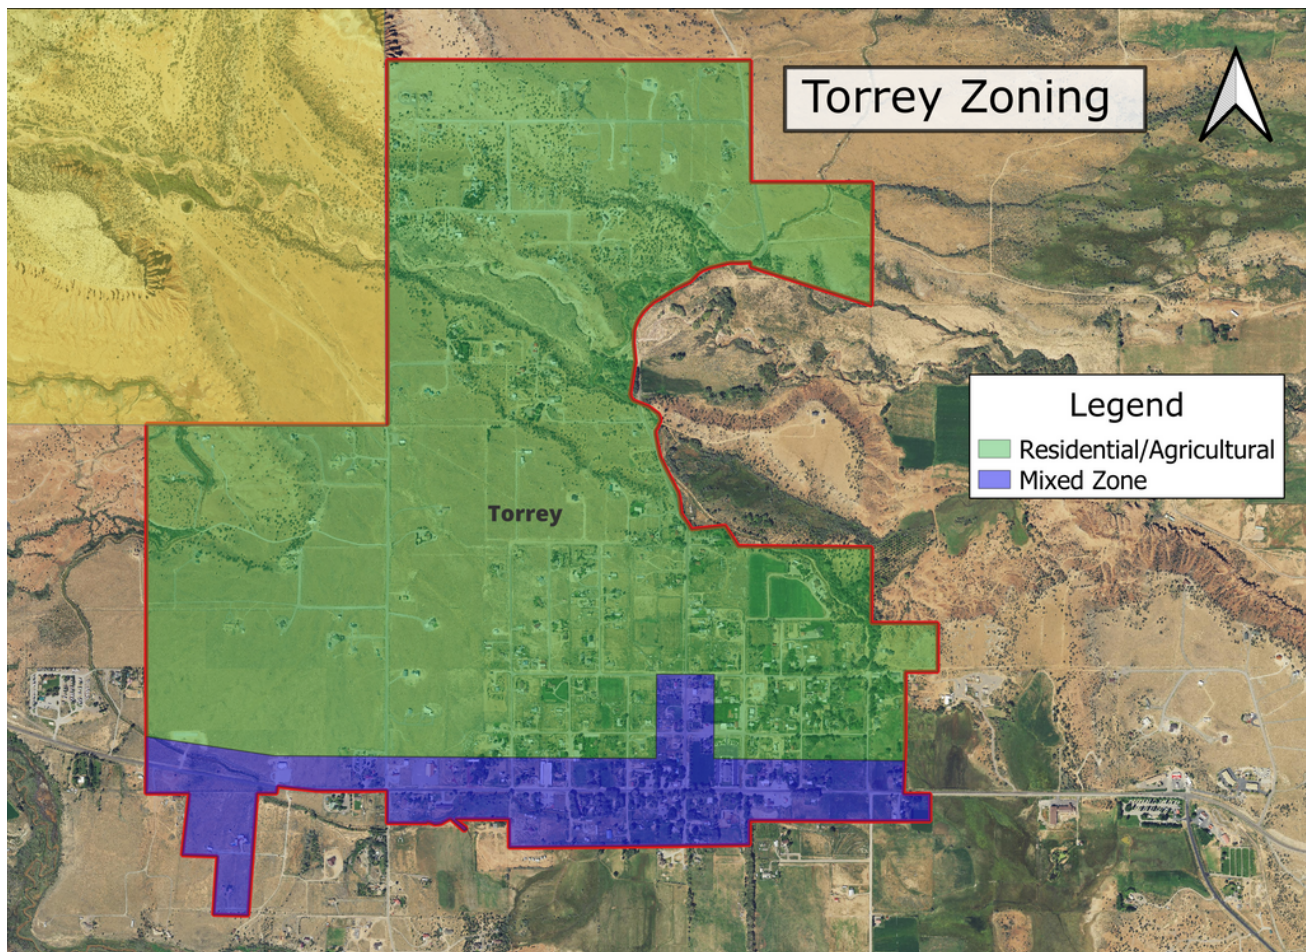 Torrey Zoning
Legend
Residential/Agricultural
Mixed Zone
Torrey